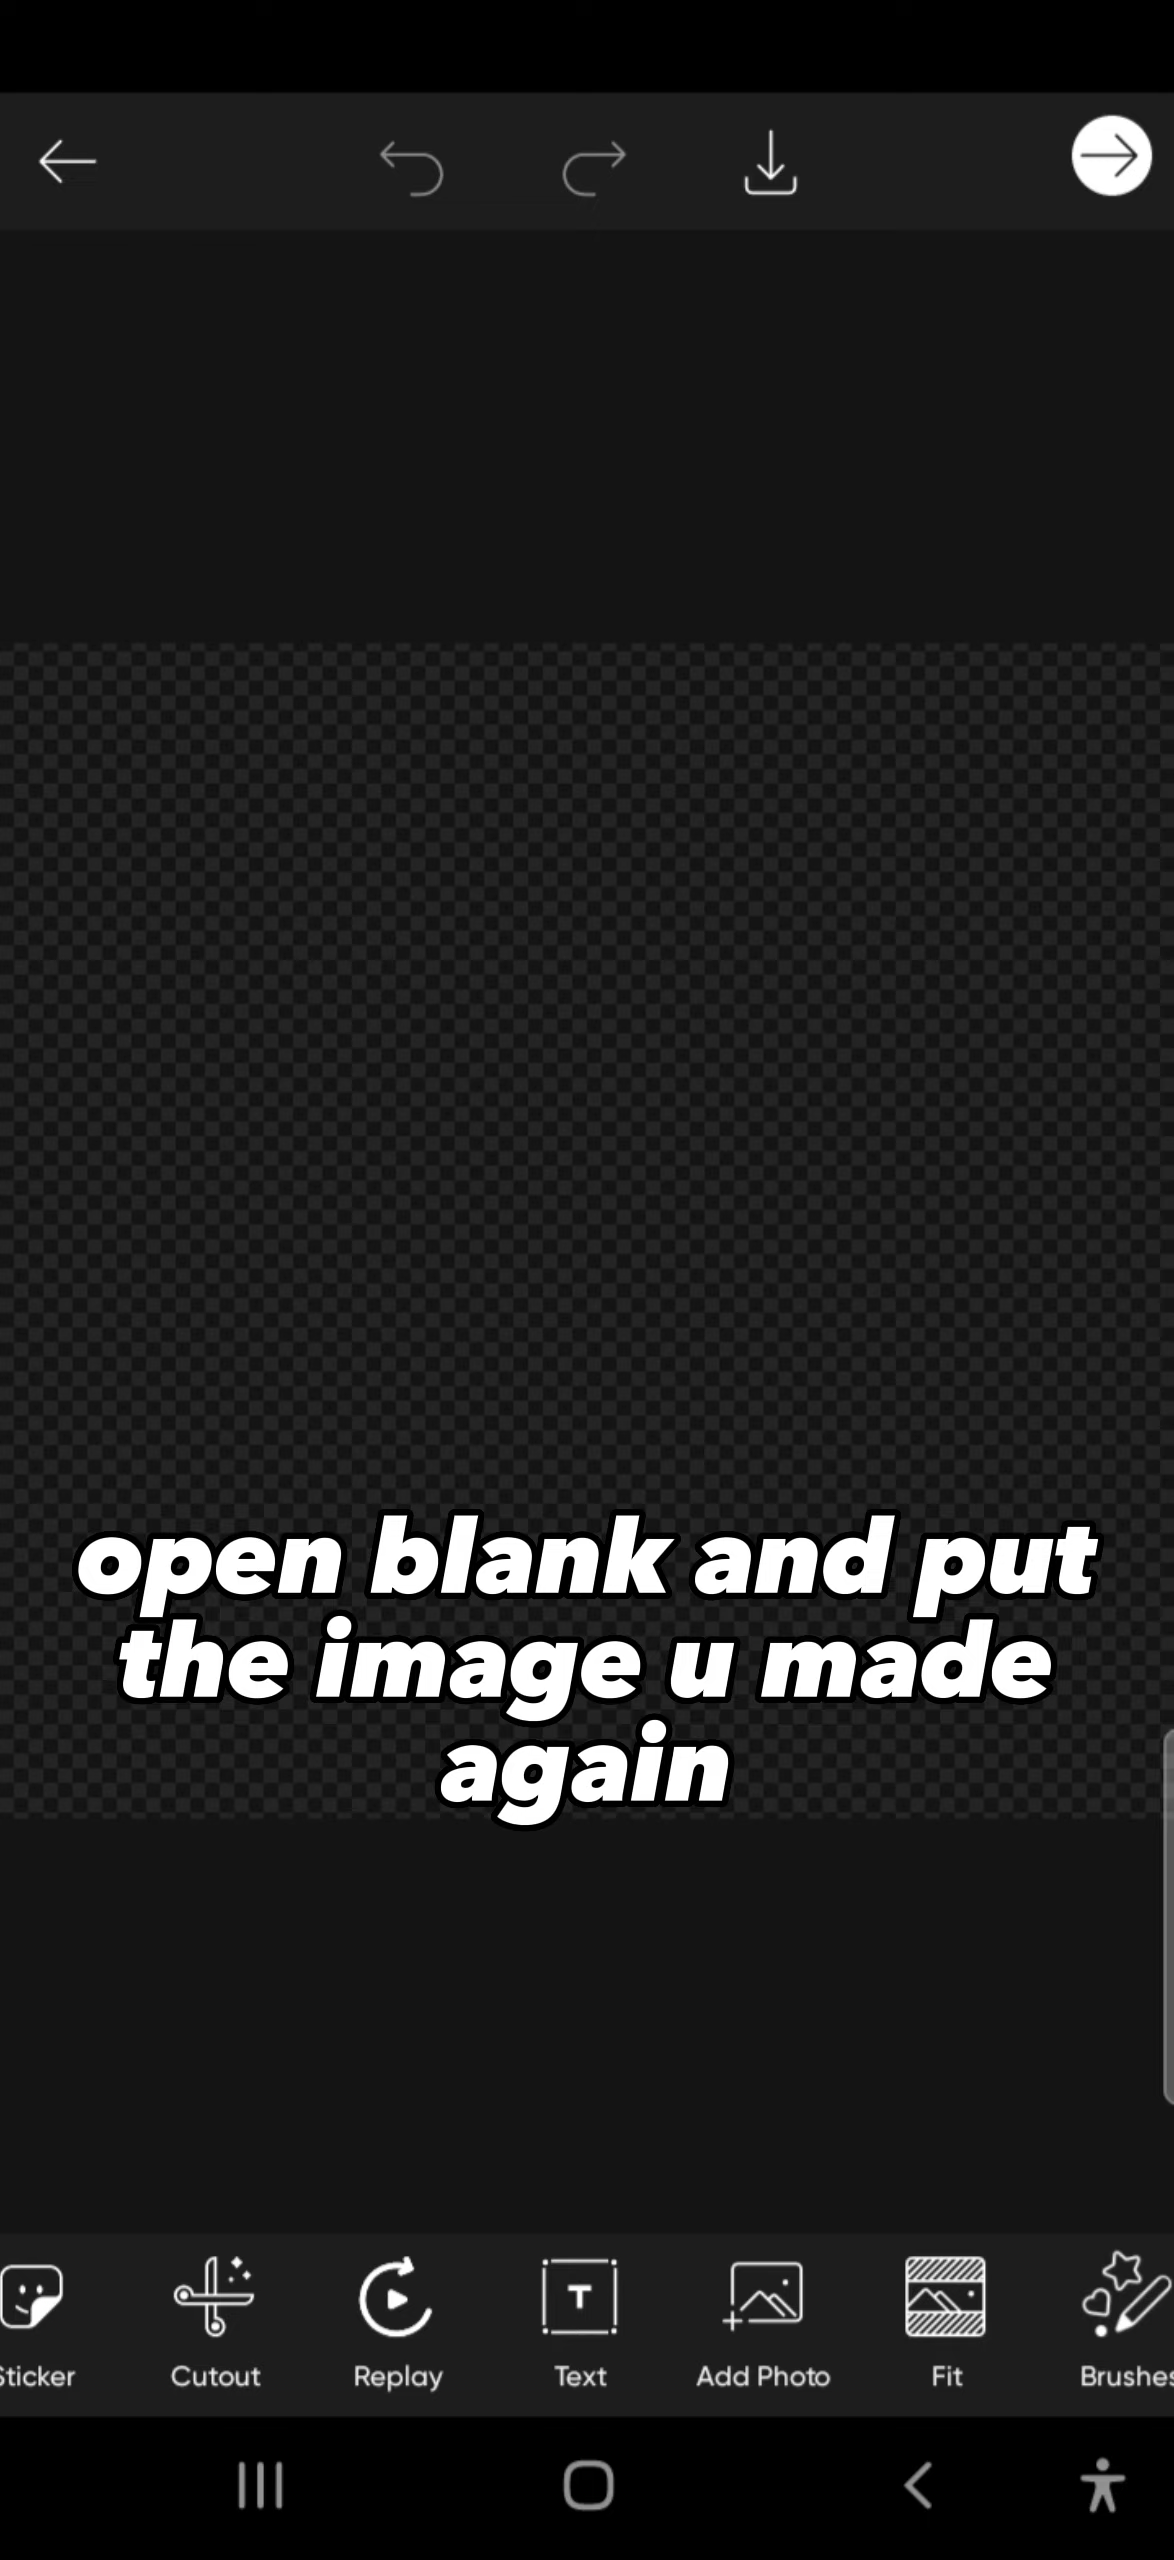 open blank and put
the image u made
again
Sticker Cutout Replay Text Add Photo Fit Brushes